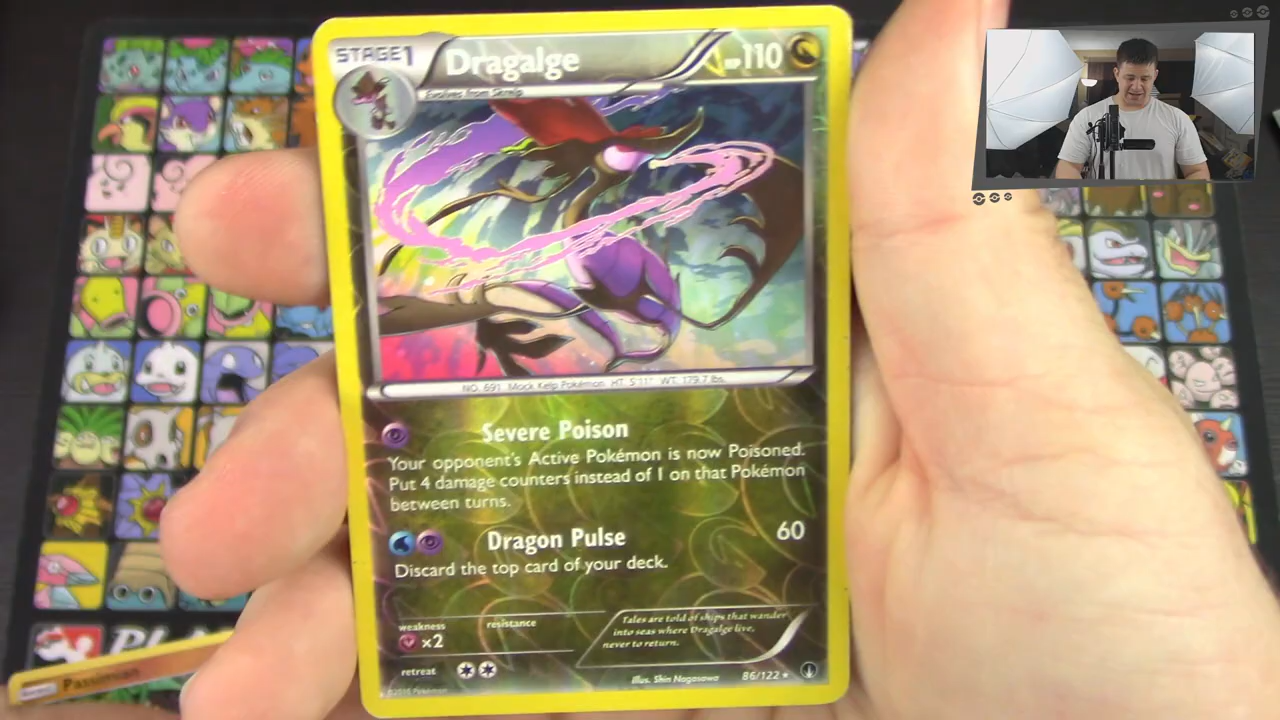 STAGE1 Dragalge HP110
Evolves from Skrelp
NO. 691 Mock Kelp Pokémon HT. 5'11" WT. 179.7 lbs.
Severe Poison
Your opponent's Active Pokémon is now Poisoned.
Put 4 damage counters instead of 1 on that Pokémon
between turns.
Dragon Pulse 60
Discard the top card of your deck.
weakness resistance
×2
Tales are told of ships that wander
into seas where Dragalge live,
never to return.
retreat
Illus. Shin Nagasawa 86/122
©2016 Pokémon
Passimian